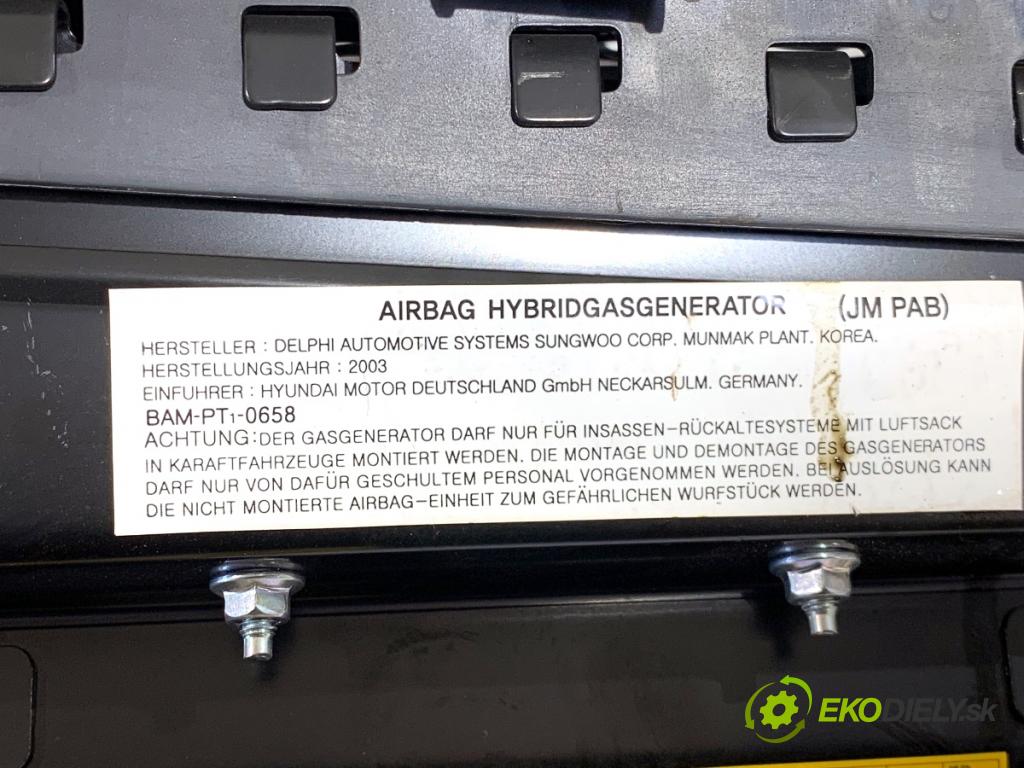 AIRBAG HYBRIDGASGENERATOR (JM PAB)
HERSTELLER : DELPHI AUTOMOTIVE SYSTEMS SUNGWOO CORP. MUNMAK PLANT. KOREA.
HERSTELLUNGSJAHR : 2003
EINFUHRER : HYUNDAI MOTOR DEUTSCHLAND GmbH NECKARSULM. GERMANY.
BAM-PT1-0658
ACHTUNG:DER GASGENERATOR DARF NUR FÜR INSASSEN-RÜCKALTESYSTEME MIT LUFTSACK
IN KARAFTFAHRZEUGE MONTIERT WERDEN. DIE MONTAGE UND DEMONTAGE DES GASGENERATORS
DARF NUR VON DAFÜR GESCHULTEM PERSONAL VORGENOMMEN WERDEN. BEI AUSLÖSUNG KANN
DIE NICHT MONTIERTE AIRBAG-EINHEIT ZUM GEFÄHRLICHEN WURFSTÜCK WERDEN.
EKODIELY.sk